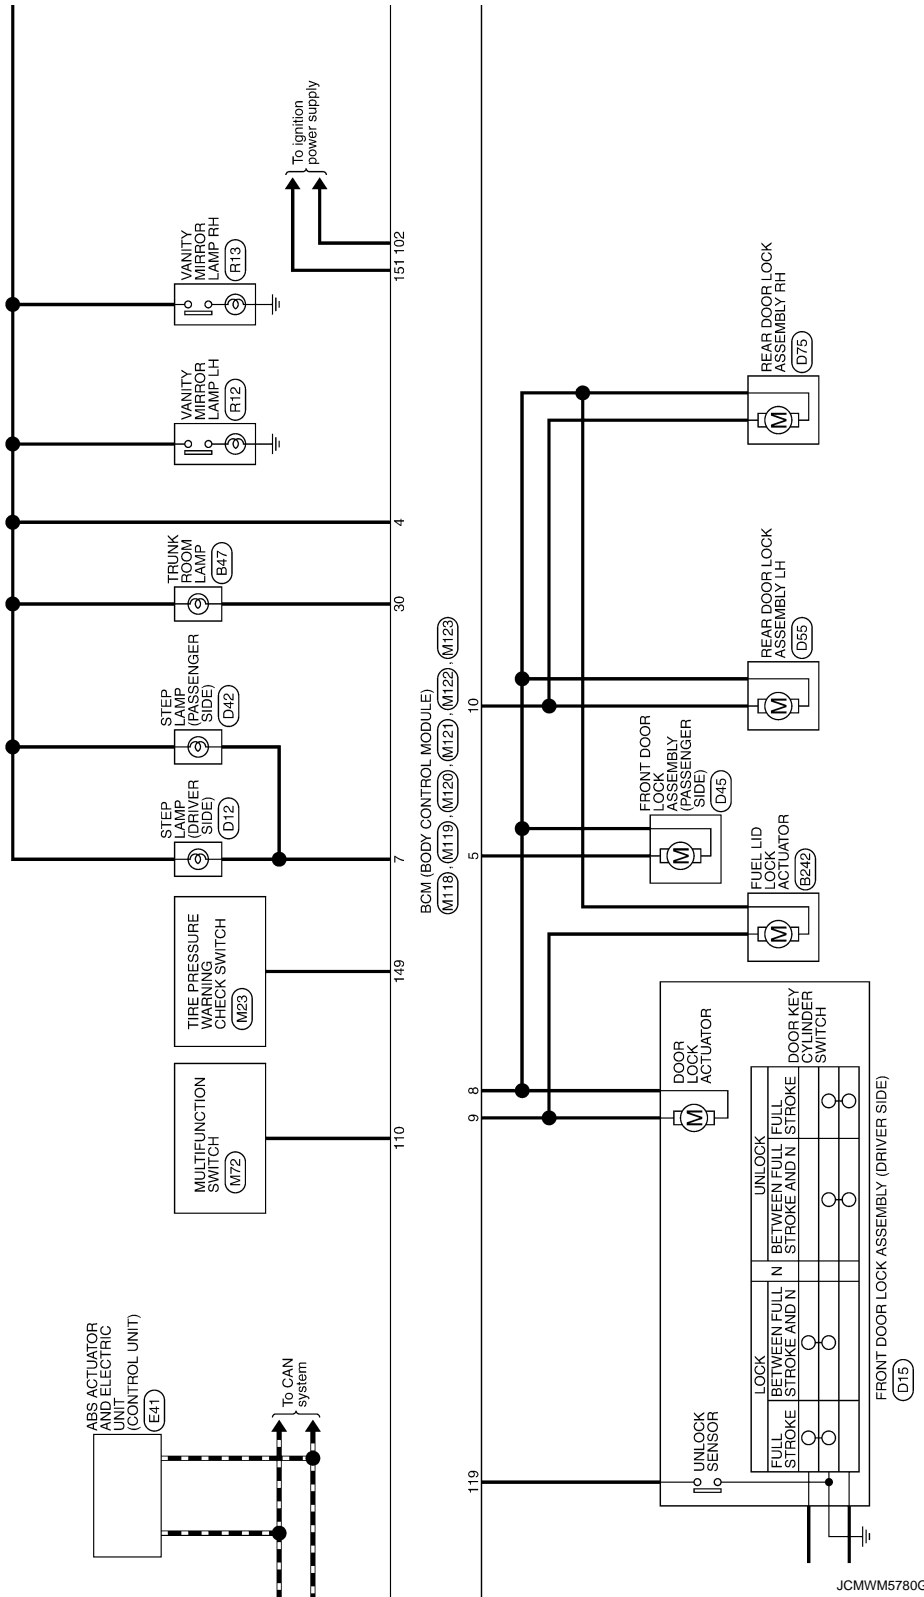 ABS ACTUATOR
AND ELECTRIC
UNIT
(CONTROL UNIT)
E41
To CAN
system
MULTIFUNCTION
SWITCH
M72
110
TIRE PRESSURE
WARNING
CHECK SWITCH
M23
149
STEP
LAMP
(DRIVER
SIDE)
D12
7
STEP
LAMP
(PASSENGER
SIDE)
D42
TRUNK
ROOM
LAMP
B47
30
4
VANITY
MIRROR
LAMP LH
R12
VANITY
MIRROR
LAMP RH
R13
151 102
To ignition
power supply
BCM (BODY CONTROL MODULE)
M118 , M119 , M120 , M121 , M122 , M123
119
9
8
5
10
UNLOCK
SENSOR
DOOR
LOCK
ACTUATOR
M
LOCK
UNLOCK
FULL
STROKE
BETWEEN FULL
STROKE AND N
N
BETWEEN FULL
STROKE AND N
FULL
STROKE
DOOR KEY
CYLINDER
SWITCH
FRONT DOOR LOCK ASSEMBLY (DRIVER SIDE)
D15
FUEL LID
LOCK
ACTUATOR
B242
M
FRONT DOOR
LOCK
ASSEMBLY
(PASSENGER
SIDE)
D45
M
REAR DOOR LOCK
ASSEMBLY LH
D55
M
REAR DOOR LOCK
ASSEMBLY RH
D75
M
JCMWM5780G